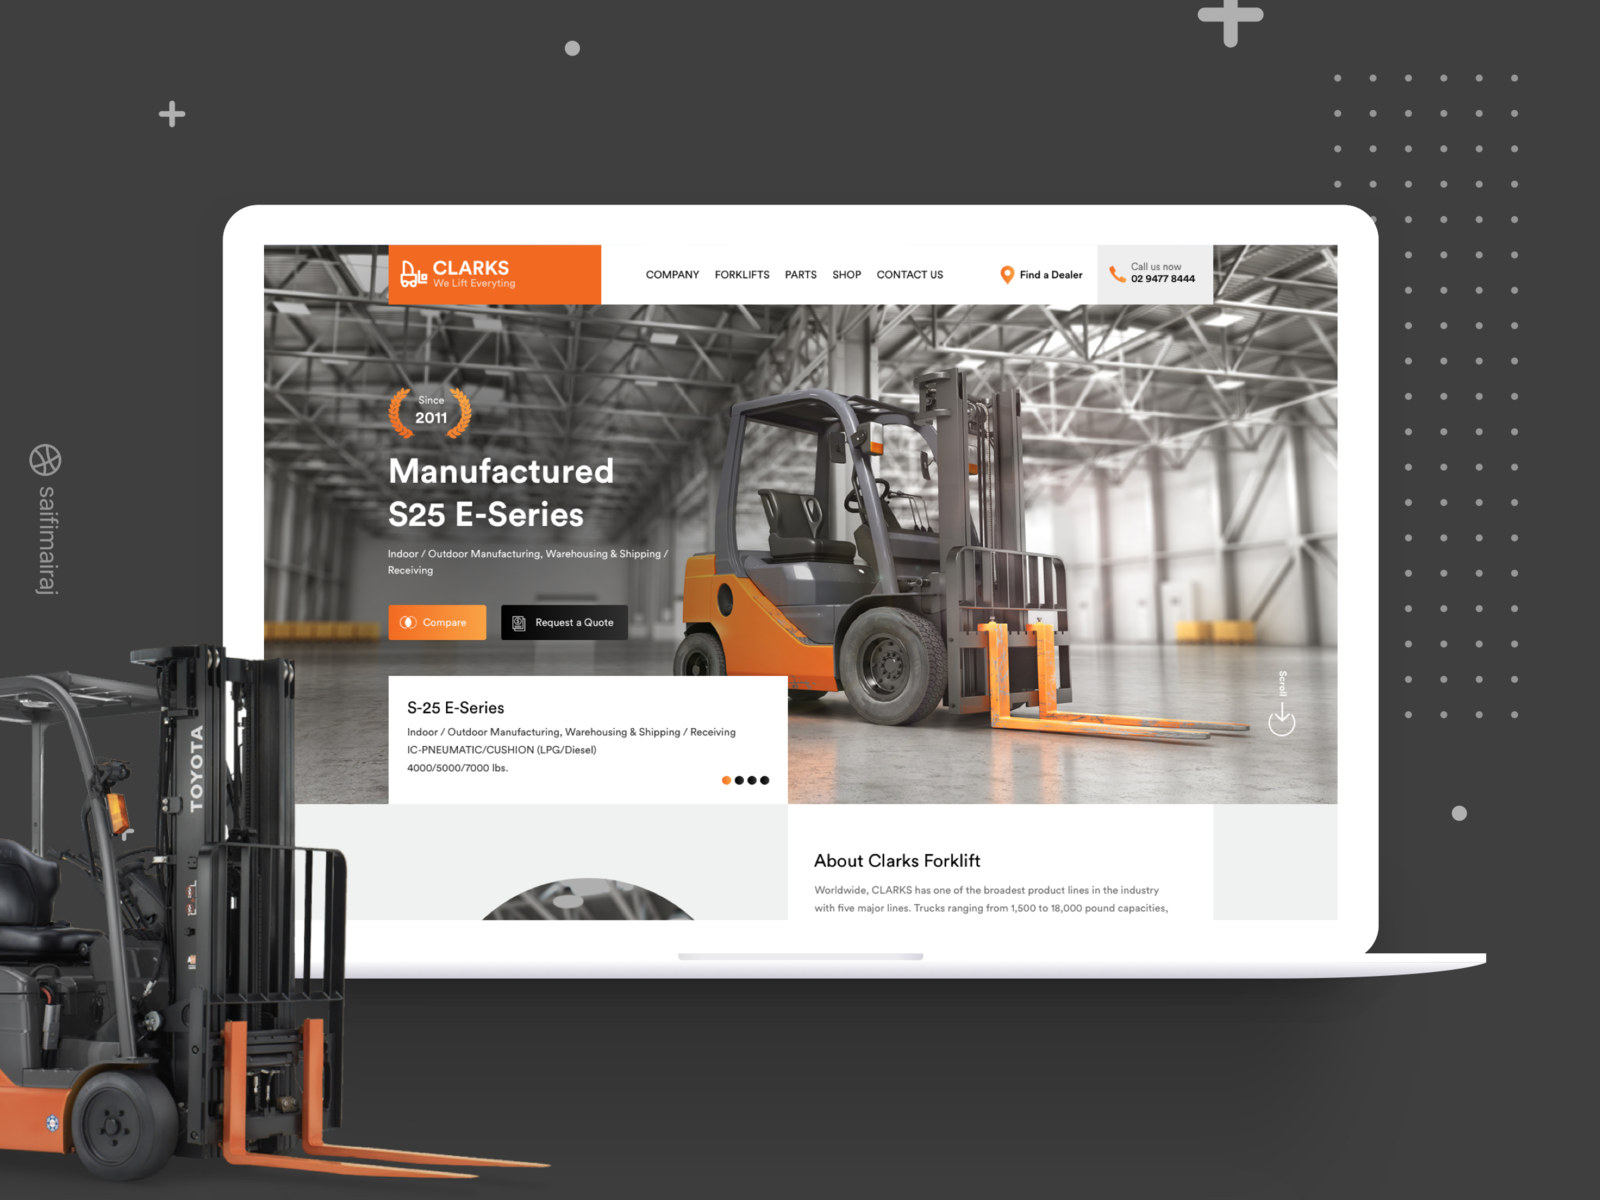 CLARKS
We Lift Everyting
COMPANY
FORKLIFTS
PARTS
SHOP
CONTACT US
Find a Dealer
Call us now
02 9477 8444
Since
2011
Manufactured
S25 E-Series
Indoor / Outdoor Manufacturing, Warehousing & Shipping /
Receiving
Compare
Request a Quote
Scroll
S-25 E-Series
Indoor / Outdoor Manufacturing, Warehousing & Shipping / Receiving
IC-PNEUMATIC/CUSHION (LPG/Diesel)
4000/5000/7000 lbs.
About Clarks Forklift
Worldwide, CLARKS has one of the broadest product lines in the industry
with five major lines. Trucks ranging from 1,500 to 18,000 pound capacities,
saifimairaj
TOYOTA